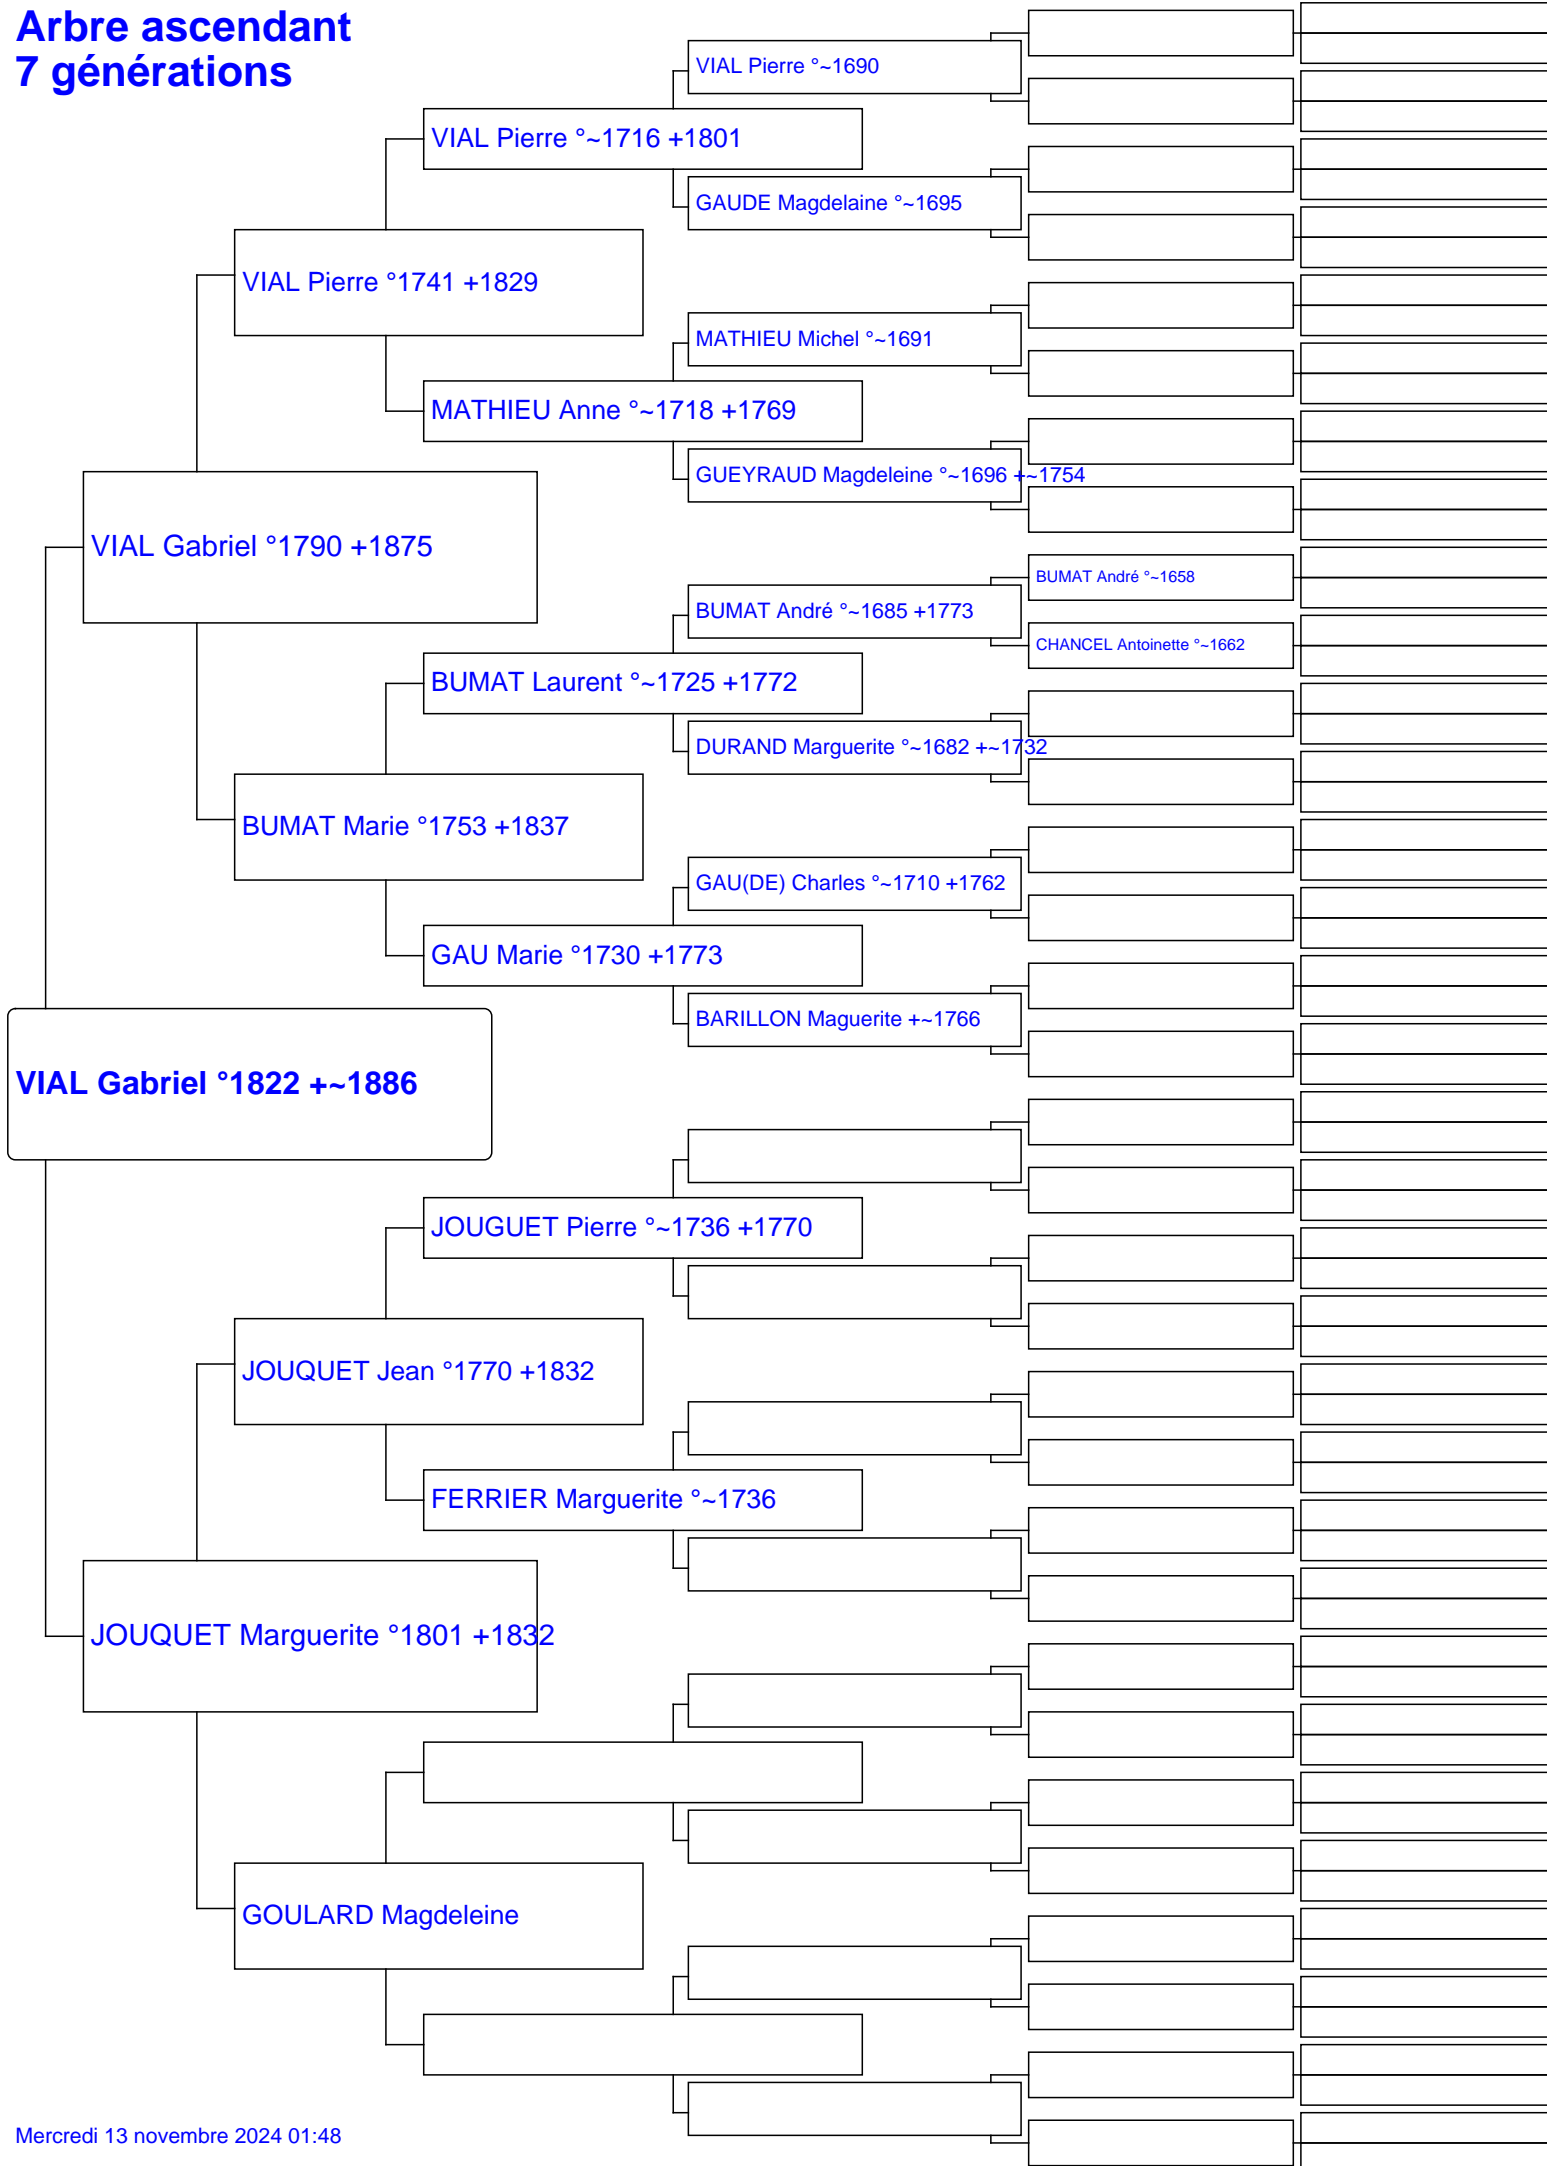 Arbre ascendant
7 générations
VIAL Pierre °~1690
VIAL Pierre °~1716 +1801
GAUDE Magdelaine °~1695
VIAL Pierre °1741 +1829
MATHIEU Michel °~1691
MATHIEU Anne °~1718 +1769
GUEYRAUD Magdeleine °~1696 +~1754
VIAL Gabriel °1790 +1875
BUMAT André °~1658
BUMAT André °~1685 +1773
CHANCEL Antoinette °~1662
BUMAT Laurent °~1725 +1772
DURAND Marguerite °~1682 +~1732
BUMAT Marie °1753 +1837
GAU(DE) Charles °~1710 +1762
GAU Marie °1730 +1773
BARILLON Maguerite +~1766
VIAL Gabriel °1822 +~1886
JOUGUET Pierre °~1736 +1770
JOUQUET Jean °1770 +1832
FERRIER Marguerite °~1736
JOUQUET Marguerite °1801 +1832
GOULARD Magdeleine
Mercredi 13 novembre 2024 01:48